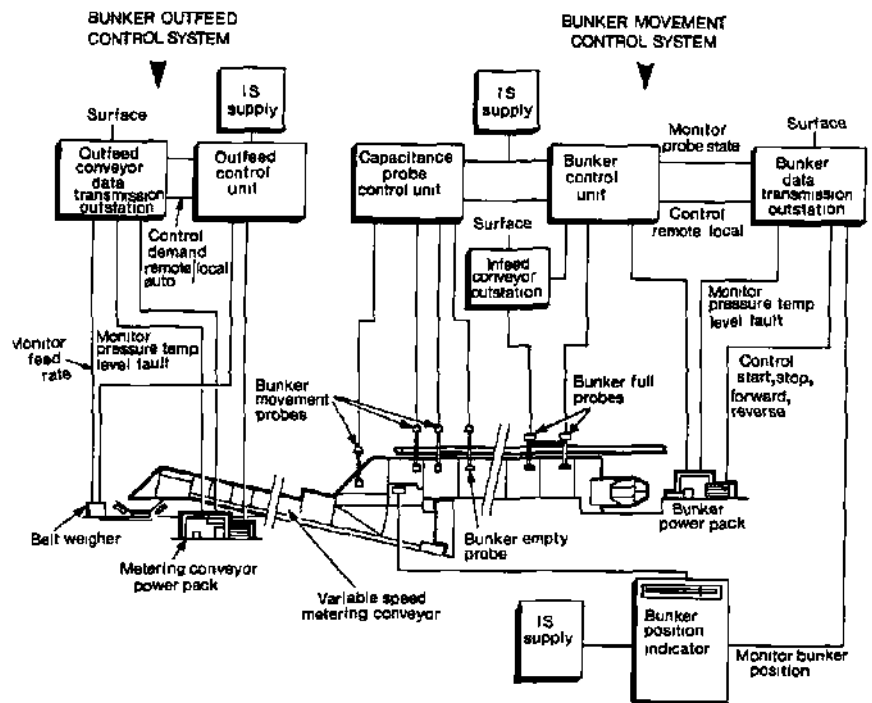 BUNKER OUTFEED
CONTROL SYSTEM
BUNKER MOVEMENT
CONTROL SYSTEM
IS
supply
IS
supply
Surface
Surface
Outfeed
conveyor
data
transmission
outstation
Outfeed
control
unit
Capacitance
probe
control unit
Bunker
control
unit
Monitor
probe state
Bunker
data
transmission
outstation
Control
demand
remote local
auto
Surface
Infeed
conveyor
outstation
Control
remote local
Monitor
feed
rate
Monitor
pressure temp
level fault
Monitor
pressure temp
level fault
Bunker
movement
probes
Bunker full
probes
Control
start, stop,
forward,
reverse
Belt weigher
Metering conveyor
power pack
Variable speed
metering conveyor
Bunker empty
probe
Bunker
power pack
IS
supply
Bunker
position
indicator
Monitor bunker
position